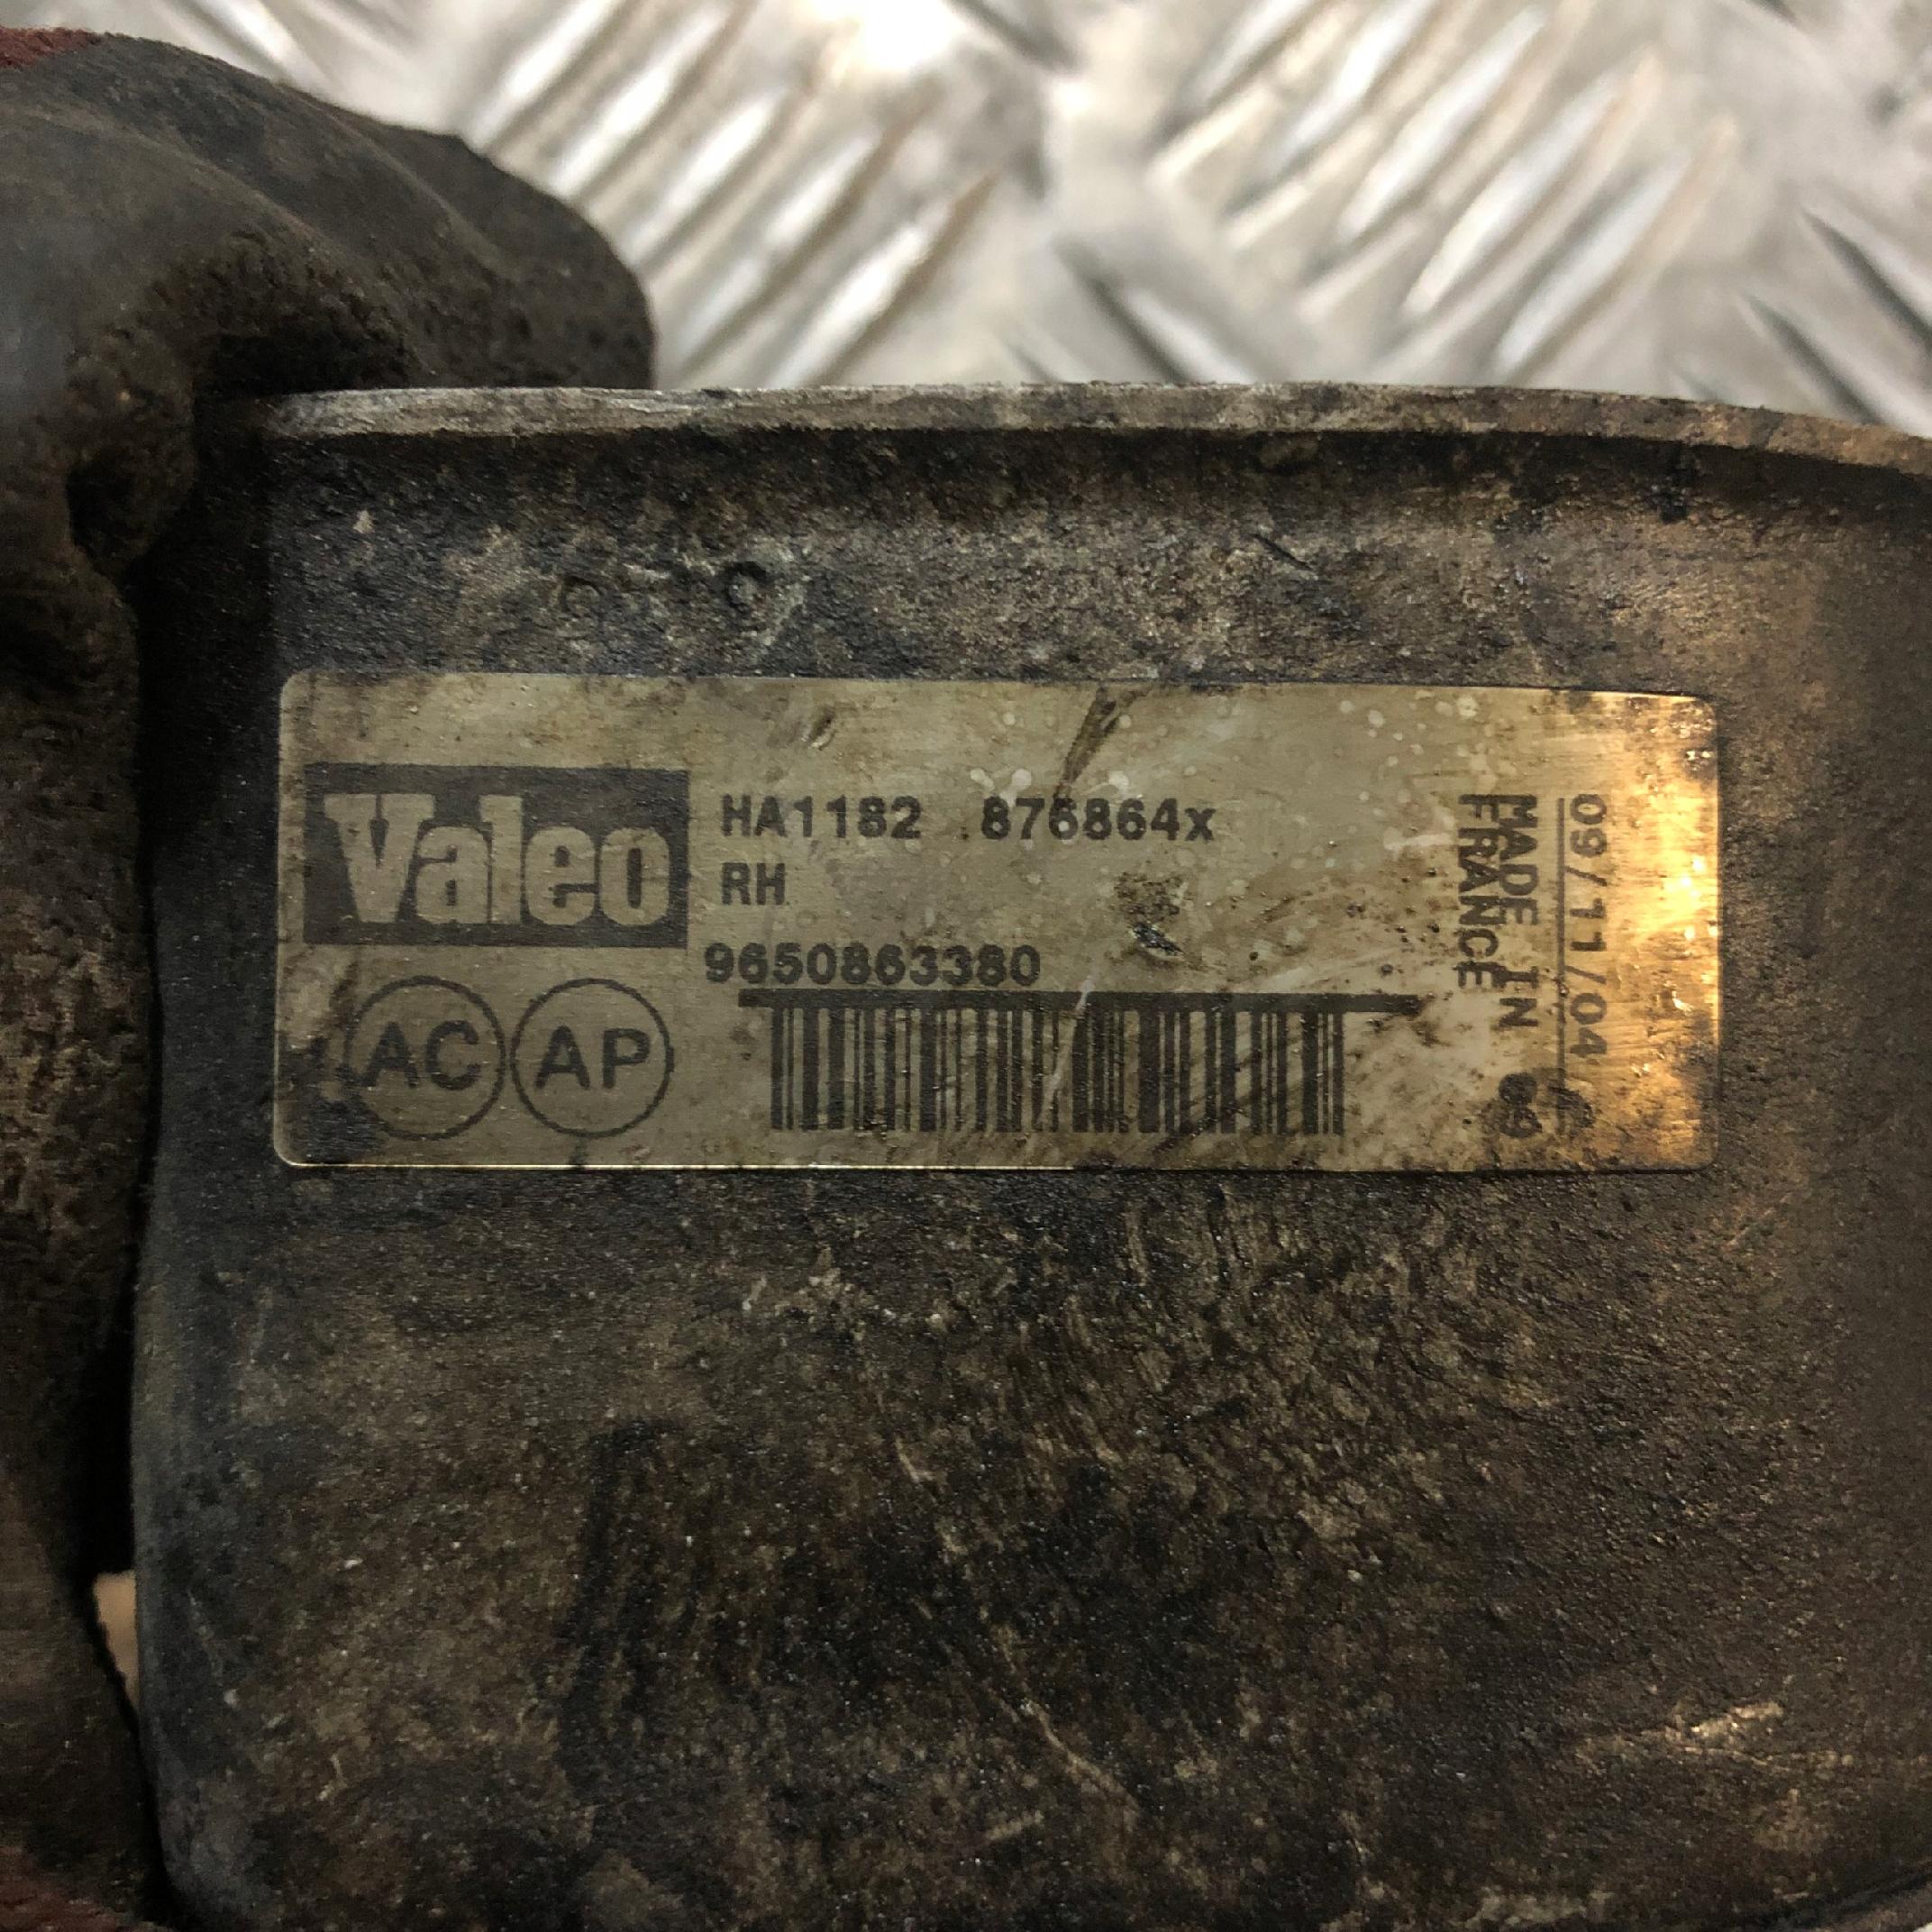 Valeo
HA1182 876864x
RH
9650863380
AC AP
MADE IN
FRANCE
09/11/04